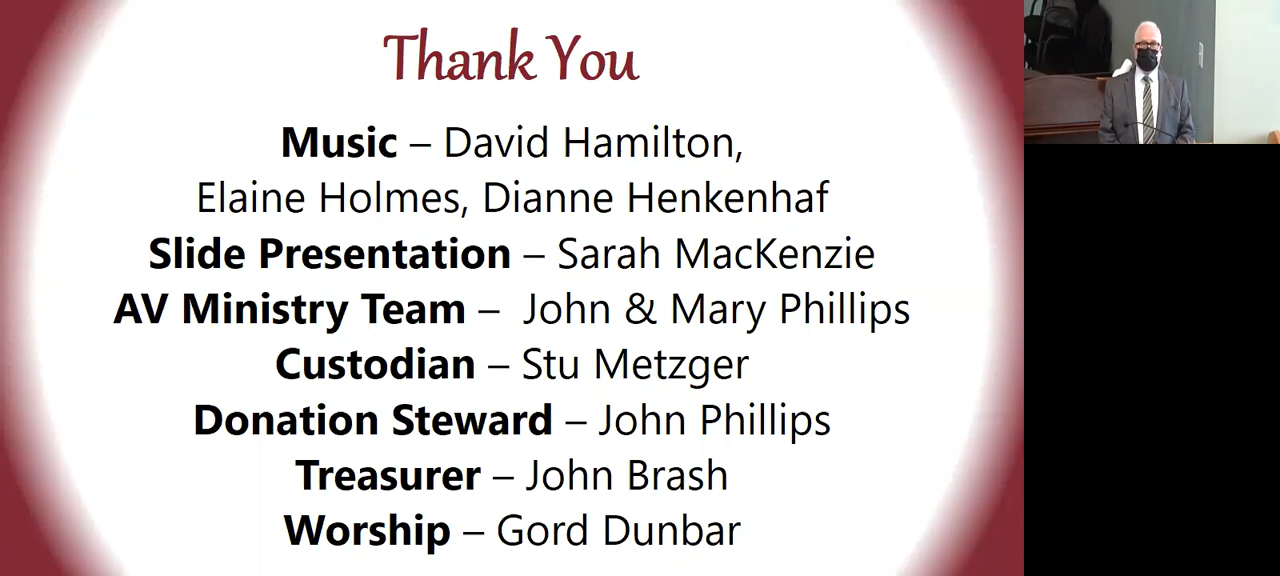 Thank You
Music – David Hamilton,
Elaine Holmes, Dianne Henkenhaf
Slide Presentation – Sarah MacKenzie
AV Ministry Team – John & Mary Phillips
Custodian – Stu Metzger
Donation Steward – John Phillips
Treasurer – John Brash
Worship – Gord Dunbar